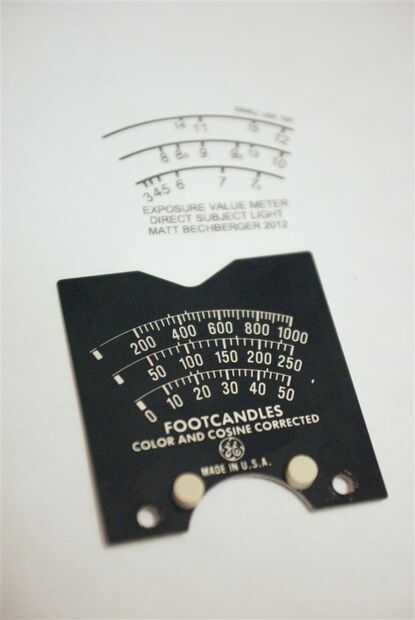 11
12
8
9
10
3 4 5 6 7
EXPOSURE VALUE METER
DIRECT SUBJECT LIGHT
MATT BECHBERGER 2012
200 400 600 800 1000
50 100 150 200 250
0 10 20 30 40 50
FOOTCANDLES
COLOR AND COSINE CORRECTED
GE
MADE IN U.S.A.